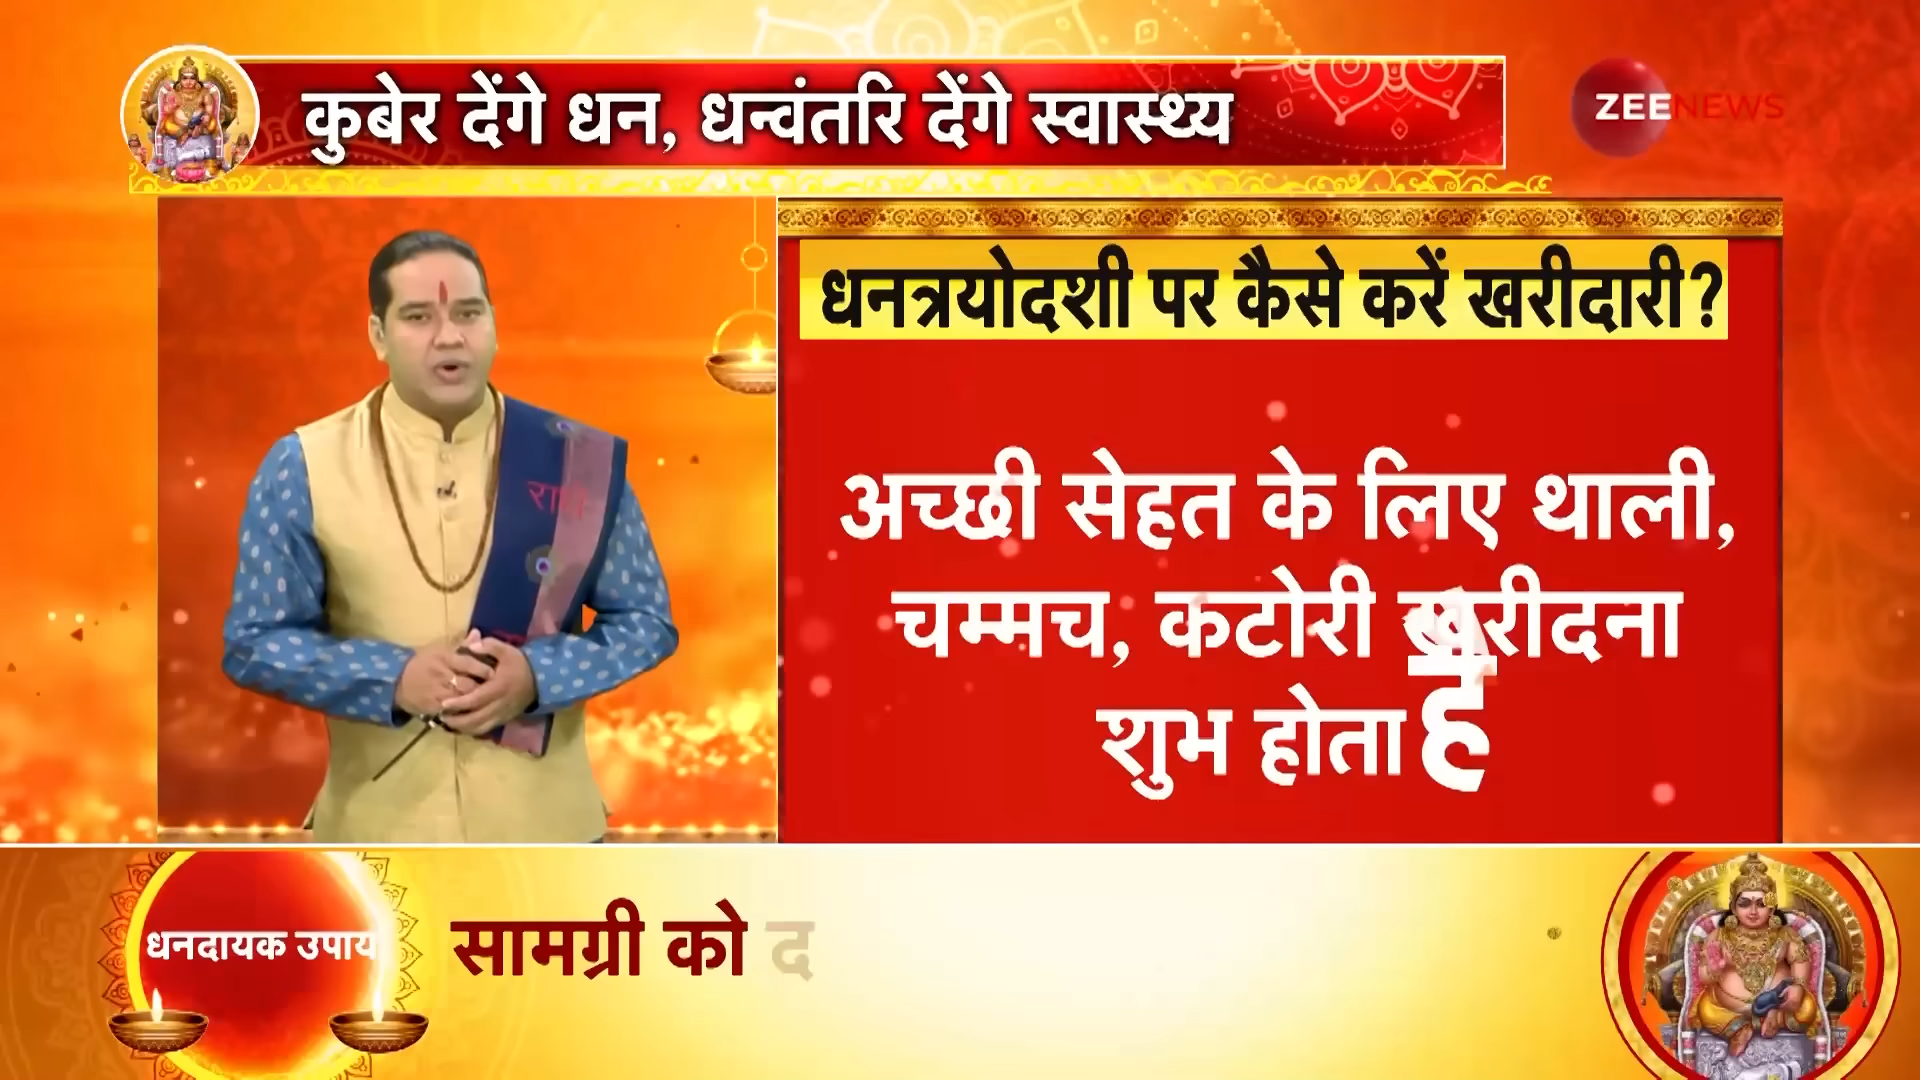 कुबेर देंगे धन, धन्वंतरि देंगे स्वास्थ्य
ZEENEWS
धनत्रयोदशी पर कैसे करें खरीदारी?
अच्छी सेहत के लिए थाली,
चम्मच, कटोरी खरीदना
शुभ होता ह
धनदायक उपाय
सामग्री को द